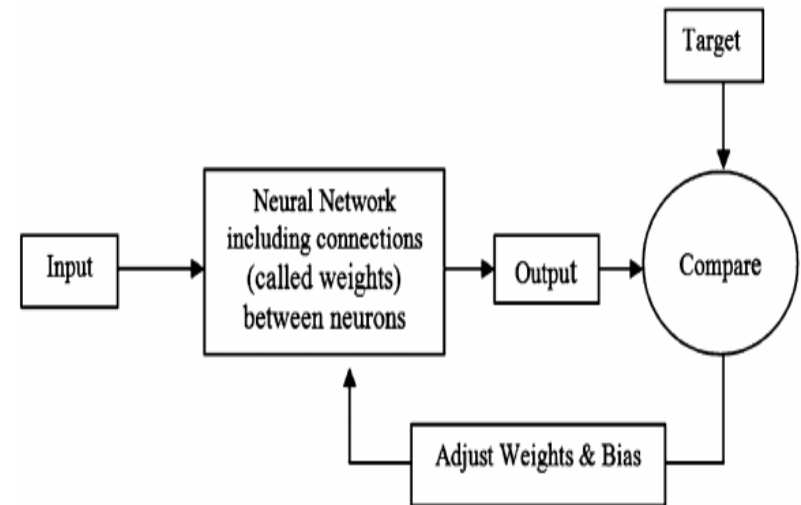 Target
Neural Network
including connections
(called weights)
between neurons
Input
Output
Compare
Adjust Weights & Bias